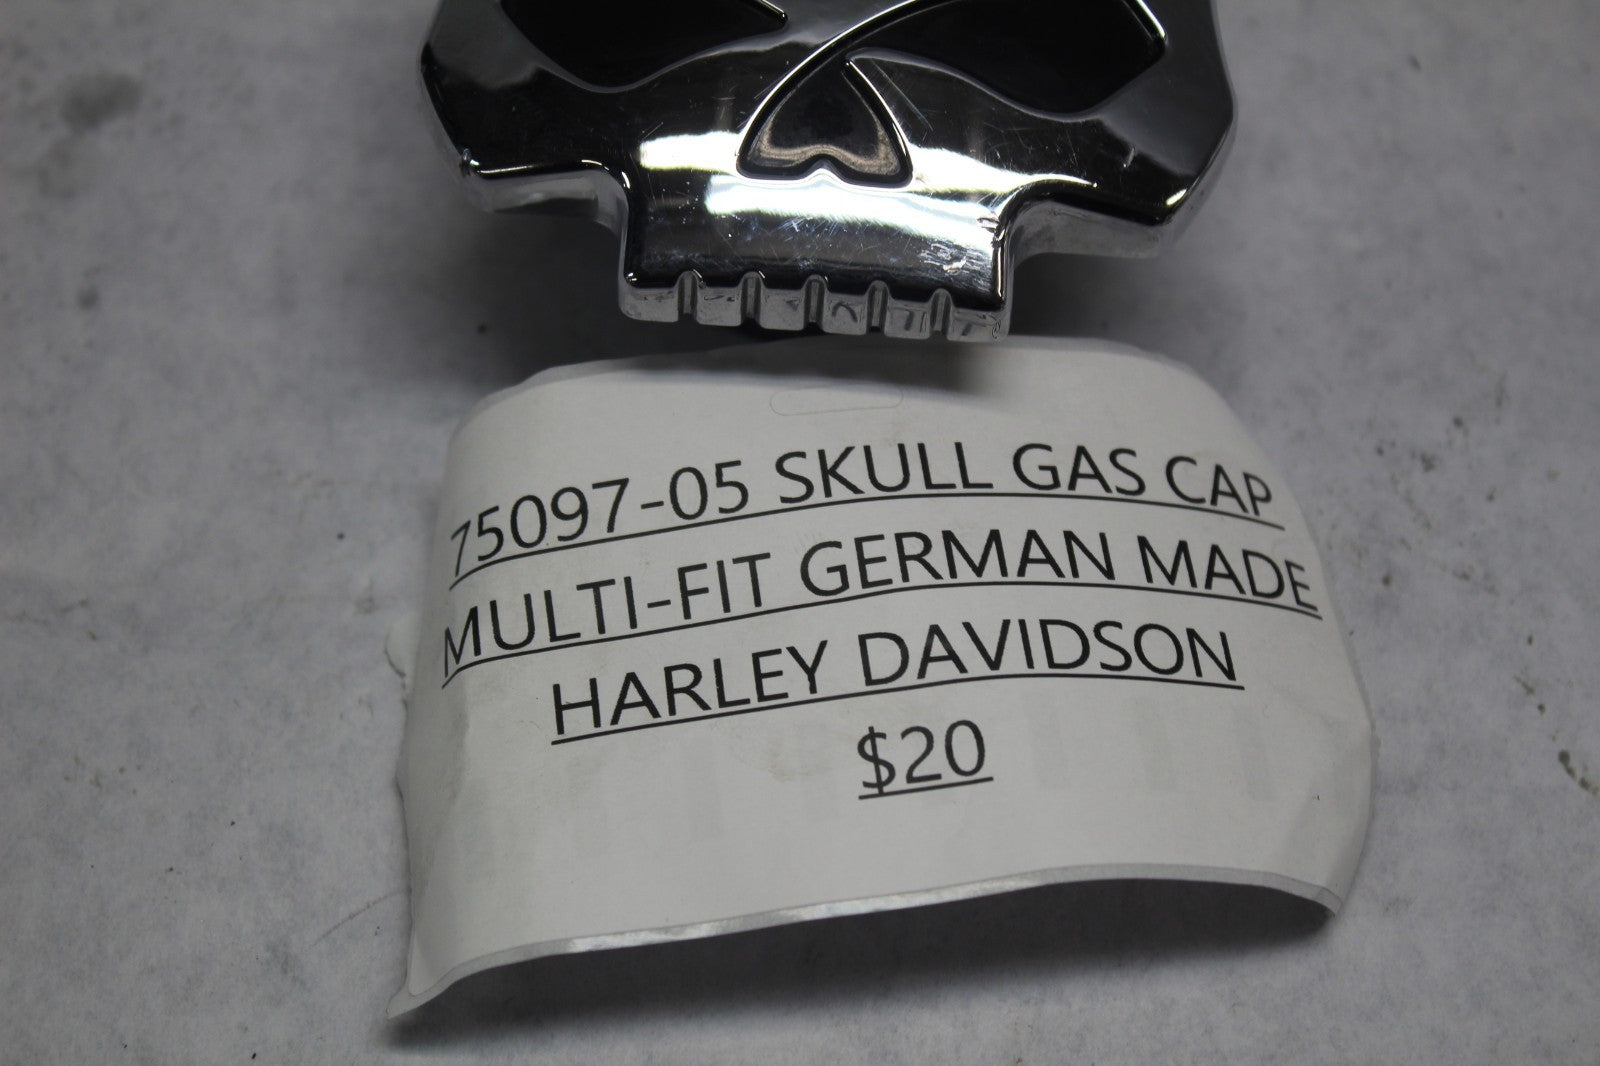 75097-05 SKULL GAS CAP
MULTI-FIT GERMAN MADE
HARLEY DAVIDSON
$20